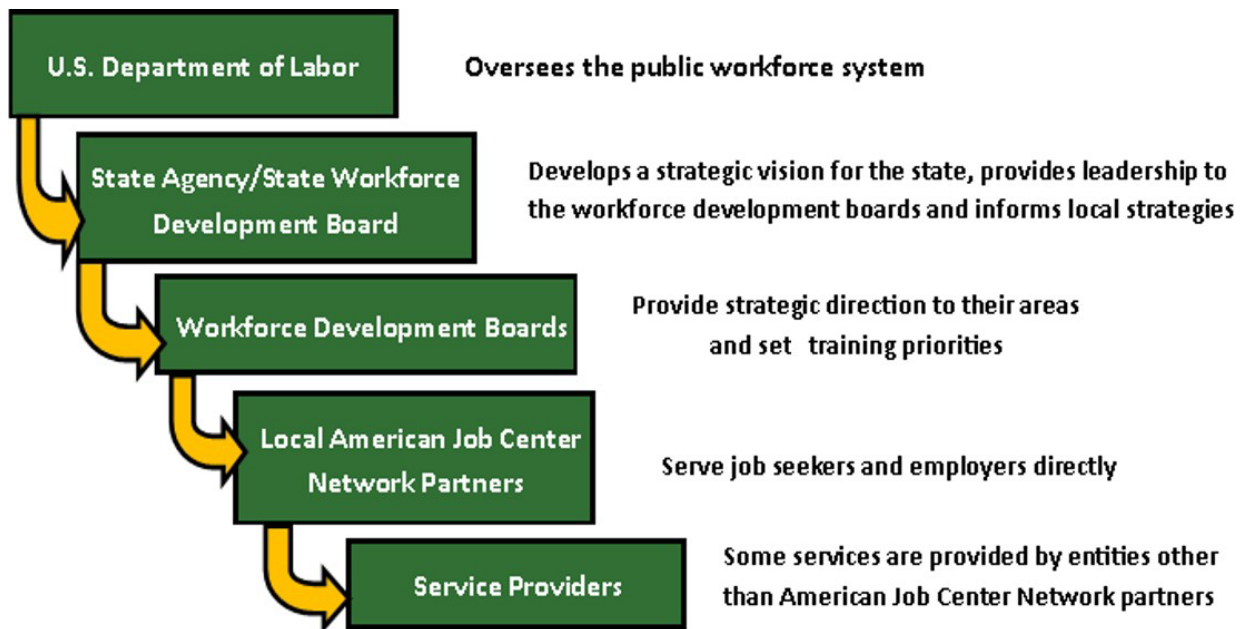 U.S. Department of Labor
Oversees the public workforce system
State Agency/State Workforce
Development Board
Develops a strategic vision for the state, provides leadership to
the workforce development boards and informs local strategies
Workforce Development Boards
Provide strategic direction to their areas
and set training priorities
Local American Job Center
Network Partners
Serve job seekers and employers directly
Service Providers
Some services are provided by entities other
than American Job Center Network partners